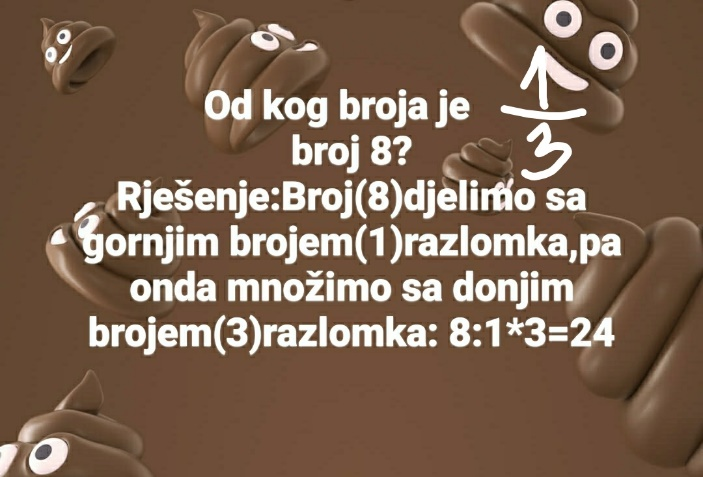 Od kog broja je 1/3
broj 8?
Rješenje:Broj(8)djelimo sa
gornjim brojem(1)razlomka,pa
onda množimo sa donjim
brojem(3)razlomka: 8:1*3=24